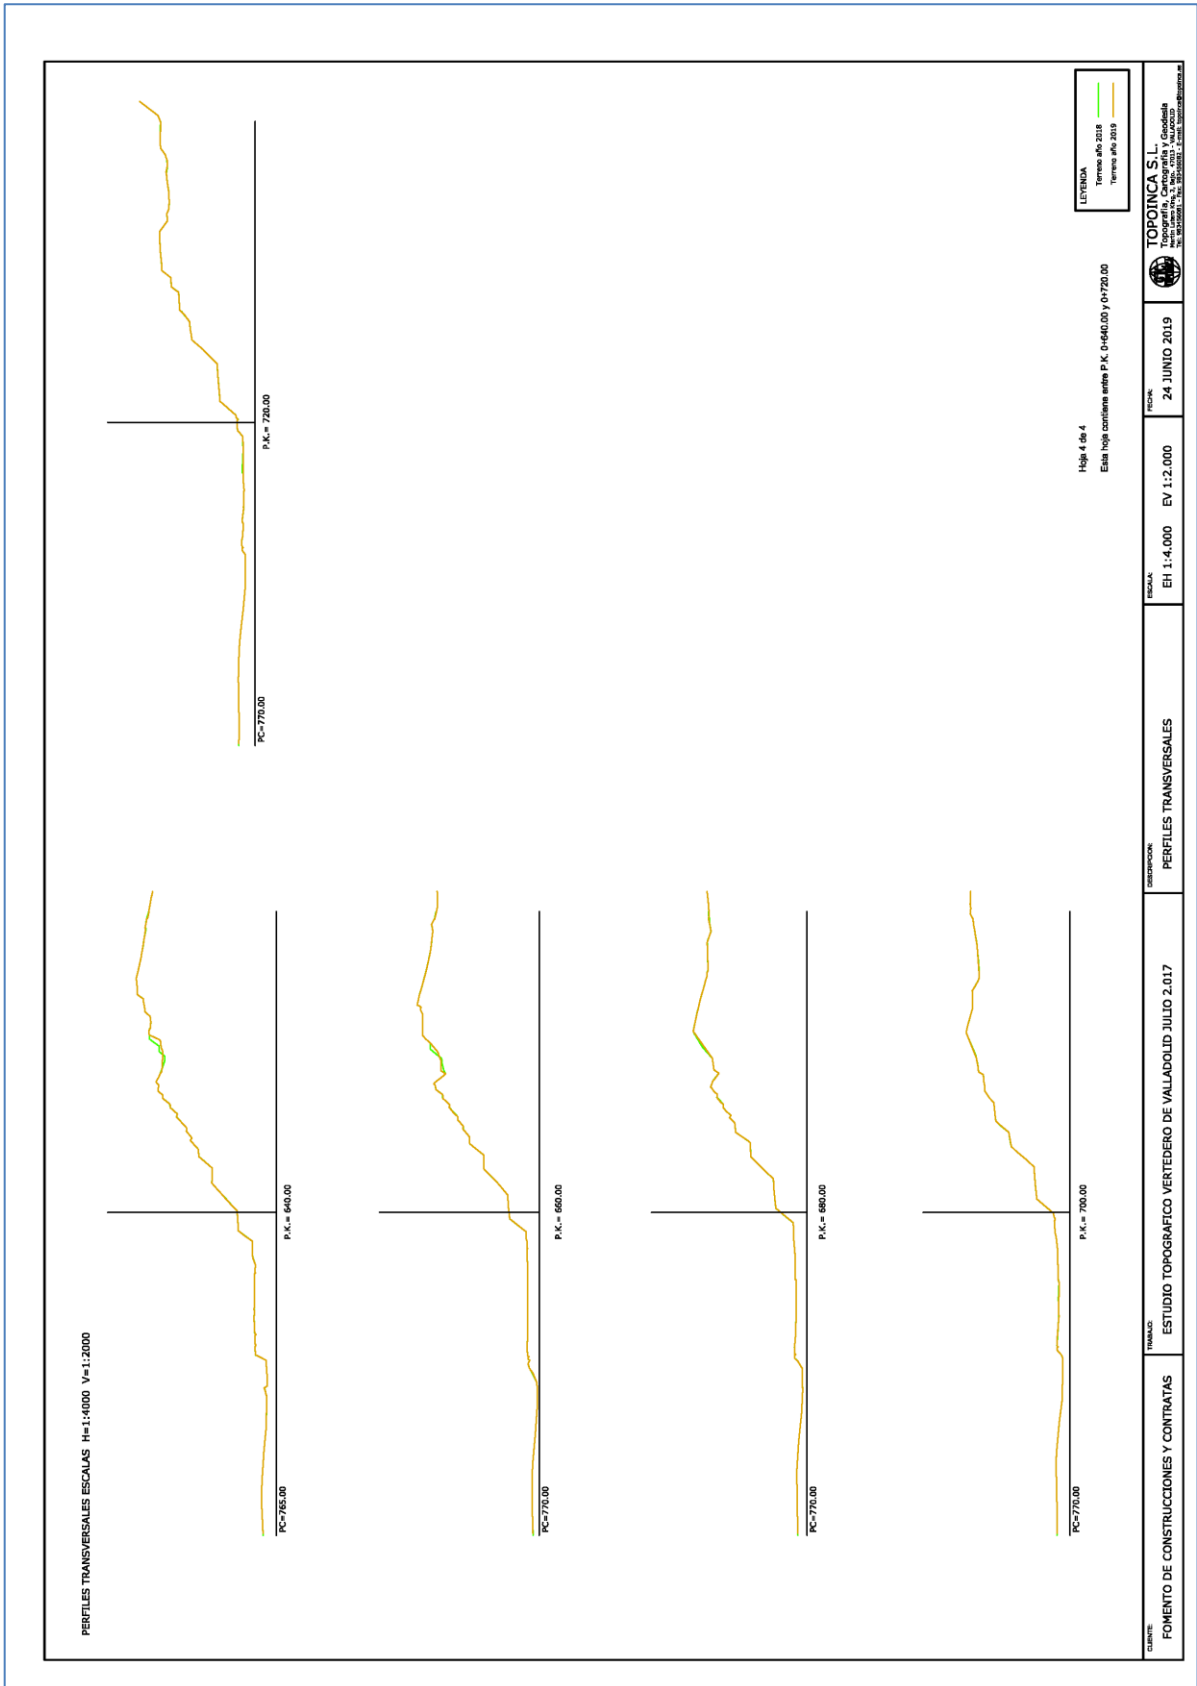 PERFILES TRANSVERSALES ESCALAS H=1:4000 V=1:2000
PC=765.00
P.K.= 640.00
PC=770.00
P.K.= 660.00
PC=770.00
P.K.= 680.00
PC=770.00
P.K.= 700.00
PC=770.00
P.K.= 720.00
LEYENDA
Terreno año 2018
Terreno año 2019
Hoja 4 de 4
Esta hoja contiene entre P.K. 0+640.00 y 0+720.00
CLIENTE:
FOMENTO DE CONSTRUCCIONES Y CONTRATAS
TRABAJO:
ESTUDIO TOPOGRAFICO VERTEDERO DE VALLADOLID JULIO 2.017
DESCRIPCION:
PERFILES TRANSVERSALES
ESCALA:
EH 1:4.000 EV 1:2.000
FECHA:
24 JUNIO 2019
TOPOINCA S.L.
Topografía, Cartografía y Geodesia